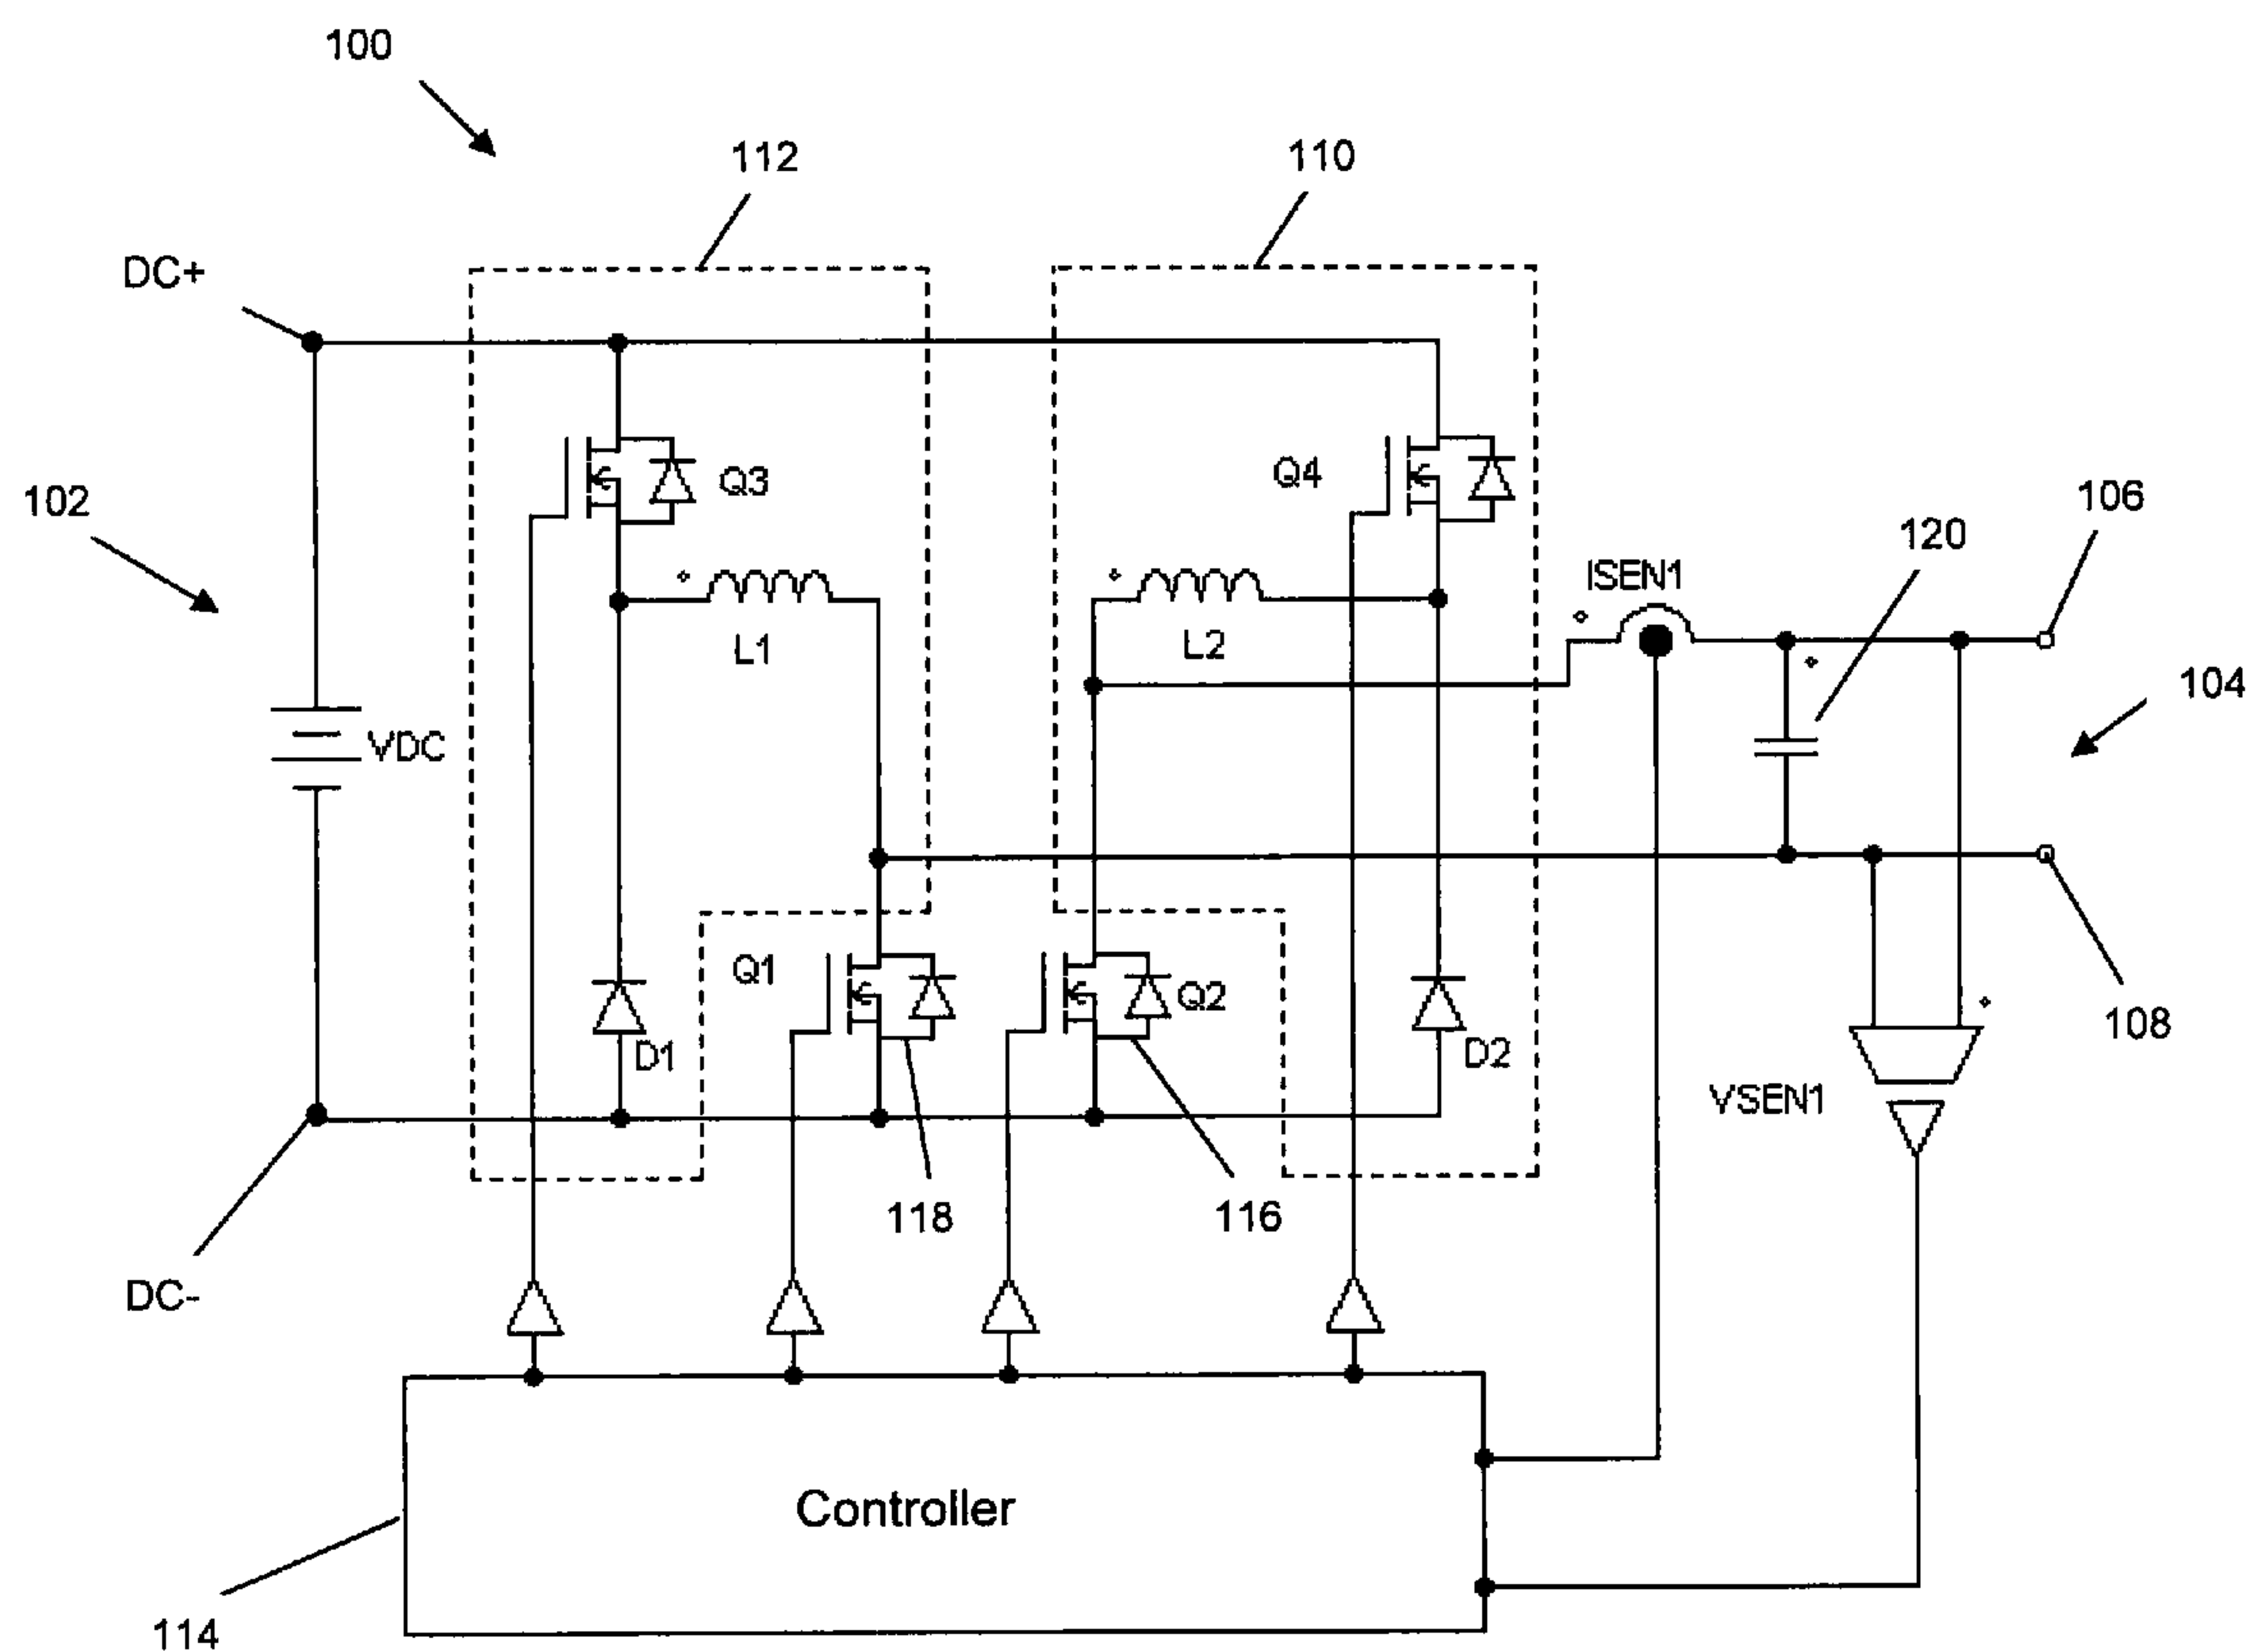 100
112
110
DC+
102
Q3
Q4
106
120
ISEN1
L1
L2
104
VDC
Q1
Q2
108
D1
D2
VSEN1
118
116
DC-
Controller
114